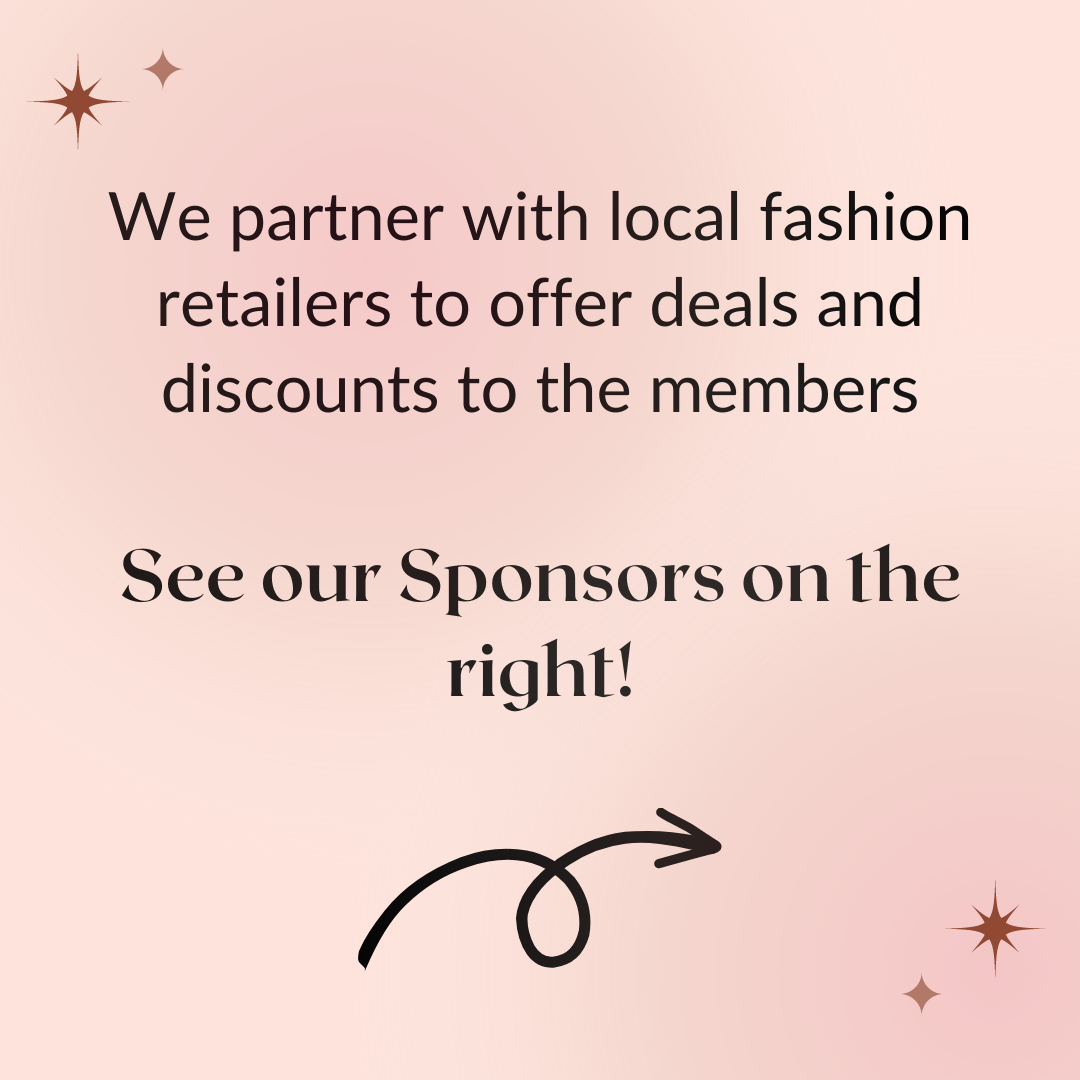 We partner with local fashion
retailers to offer deals and
discounts to the members
See our Sponsors on the
right!